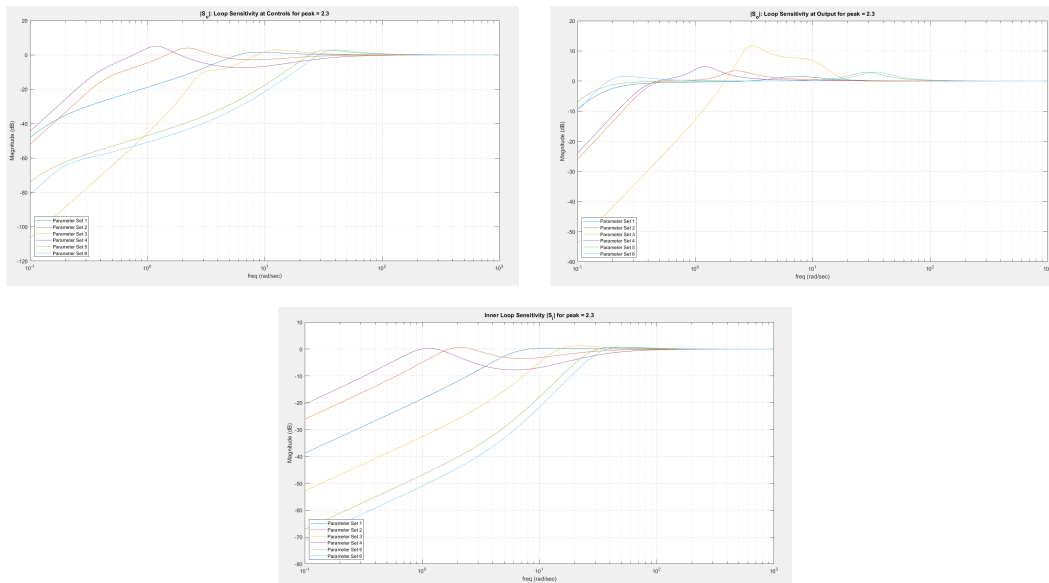 |Su|: Loop Sensitivity at Controls for peak = 2.3
Magnitude (dB)
20
0
-20
-40
-60
-80
-100
-120
Parameter Set 1
Parameter Set 2
Parameter Set 3
Parameter Set 4
Parameter Set 5
Parameter Set 6
10^-1
10^0
10^1
10^2
10^3
freq (rad/sec)
|So|: Loop Sensitivity at Output for peak = 2.3
Magnitude (dB)
20
10
0
-10
-20
-30
-40
-50
-60
Parameter Set 1
Parameter Set 2
Parameter Set 3
Parameter Set 4
Parameter Set 5
Parameter Set 6
10^-1
10^0
10^1
10^2
10
freq (rad/sec)
Inner Loop Sensitivity |Si| for peak = 2.3
Magnitude (dB)
10
0
-10
-20
-30
-40
-50
-60
-70
-80
Parameter Set 1
Parameter Set 2
Parameter Set 3
Parameter Set 4
Parameter Set 5
Parameter Set 6
10^-1
10^0
10^1
10^2
10^3
freq (rad/sec)